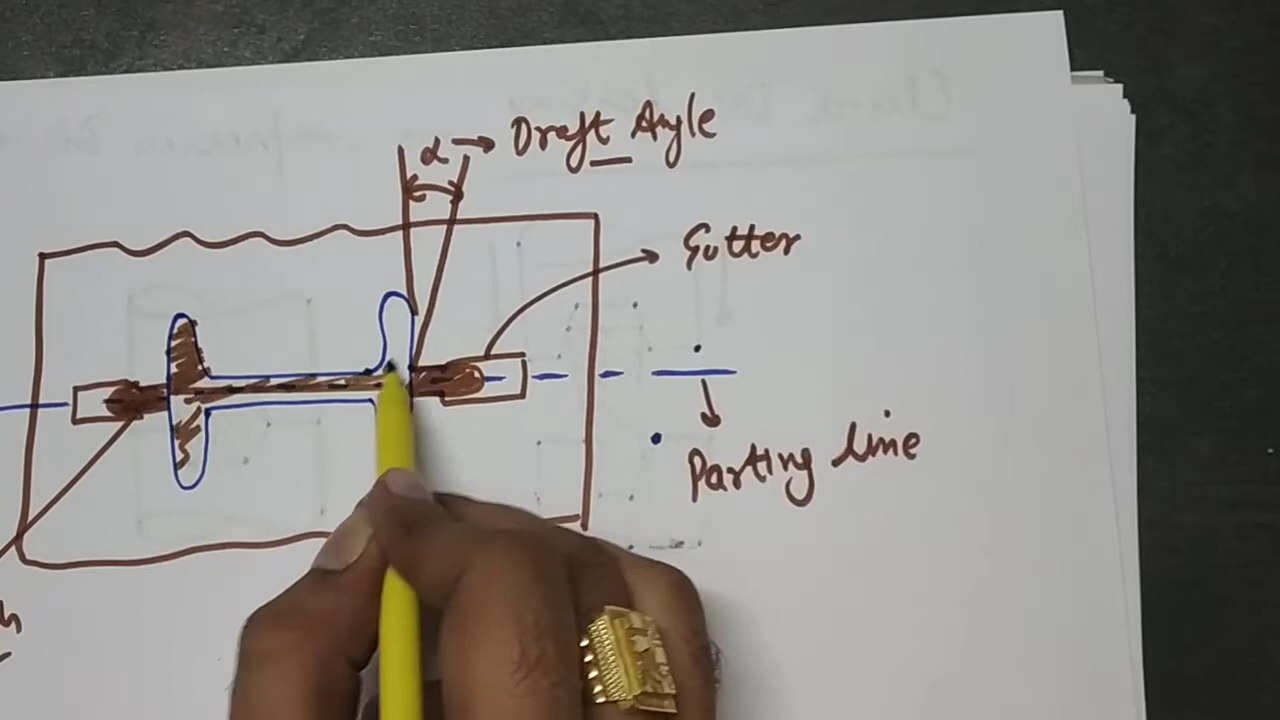 α → Draft Angle
Gutter
Parting line